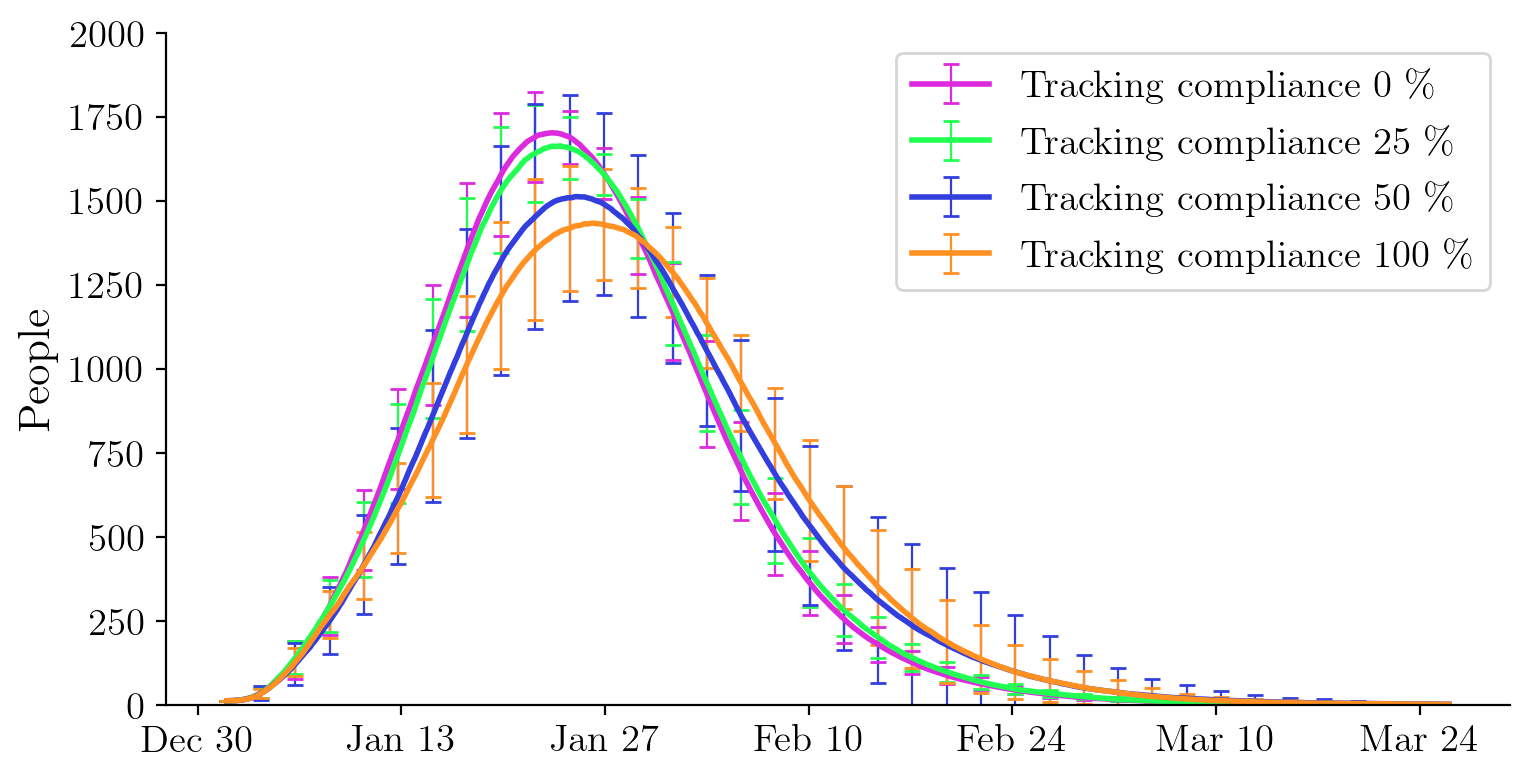 2000
1750
1500
1250
1000
750
500
250
0
People
Dec 30
Jan 13
Jan 27
Feb 10
Feb 24
Mar 10
Mar 24
Tracking compliance 0 %
Tracking compliance 25 %
Tracking compliance 50 %
Tracking compliance 100 %